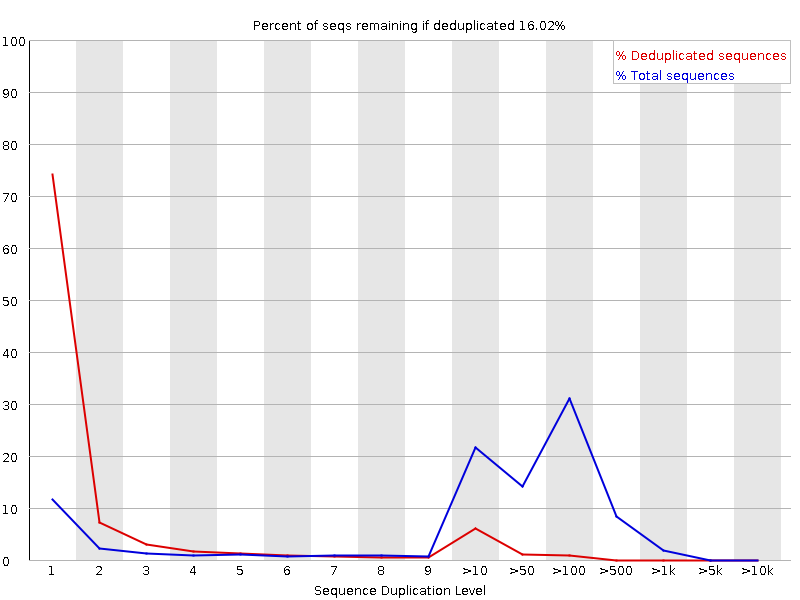 Percent of seqs remaining if deduplicated 16.02%
% Deduplicated sequences
% Total sequences
100
90
80
70
60
50
40
30
20
10
0
1 2 3 4 5 6 7 8 9 >10 >50 >100 >500 >1k >5k >10k
Sequence Duplication Level